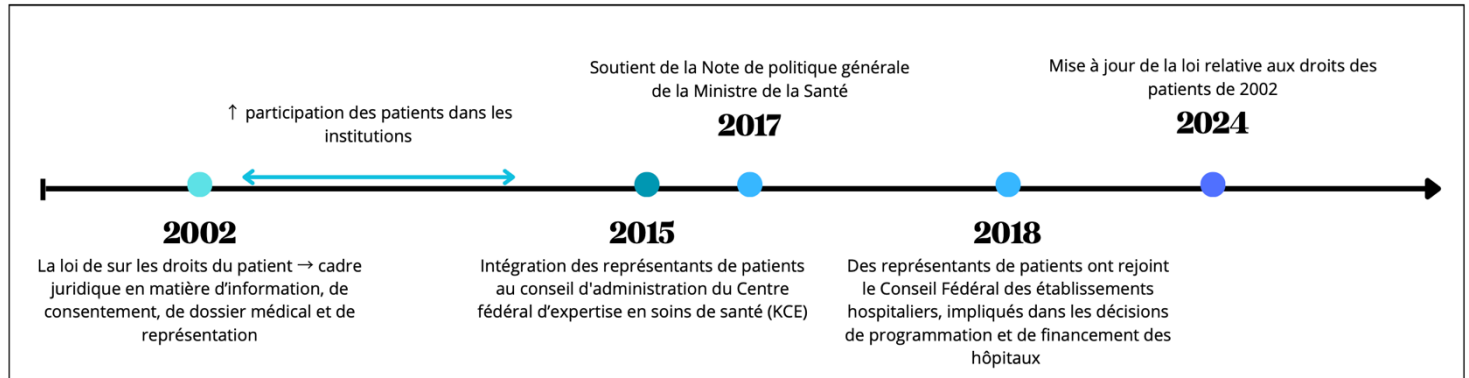 ↑ participation des patients dans les
institutions
Soutient de la Note de politique générale
de la Ministre de la Santé
2017
Mise à jour de la loi relative aux droits des
patients de 2002
2024
2002
La loi de sur les droits du patient → cadre
juridique en matière d’information, de
consentement, de dossier médical et de
représentation
2015
Intégration des représentants de patients
au conseil d'administration du Centre
fédéral d’expertise en soins de santé (KCE)
2018
Des représentants de patients ont rejoint
le Conseil Fédéral des établissements
hospitaliers, impliqués dans les décisions
de programmation et de financement des
hôpitaux